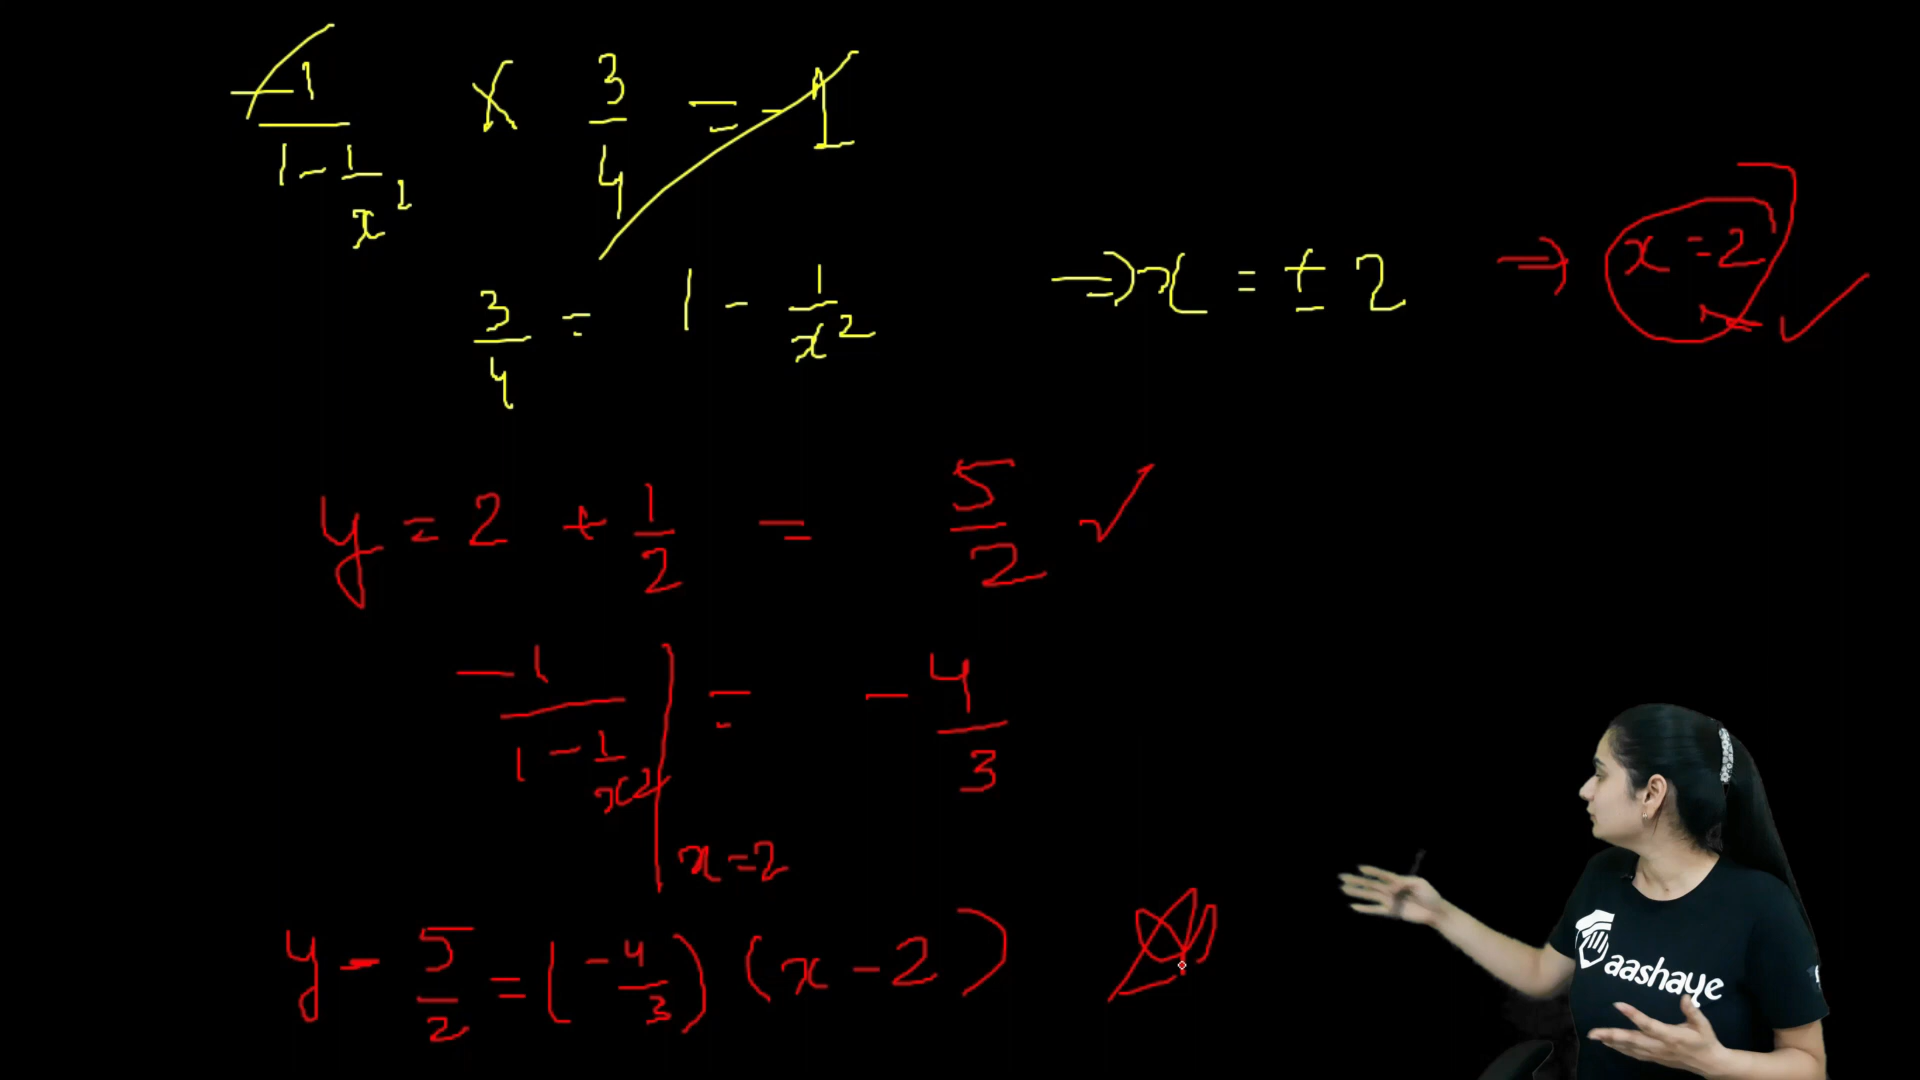 -1/(1 - 1/x²) × 3/4 = -1
3/4 = 1 - 1/x² ⇒ x = ± 2 ⇒ x = 2
y = 2 + 1/2 = 5/2 ✓
-1/(1 - 1/x²) | x = 2 = -4/3
y - 5/2 = (-4/3) (x - 2)
aashaye